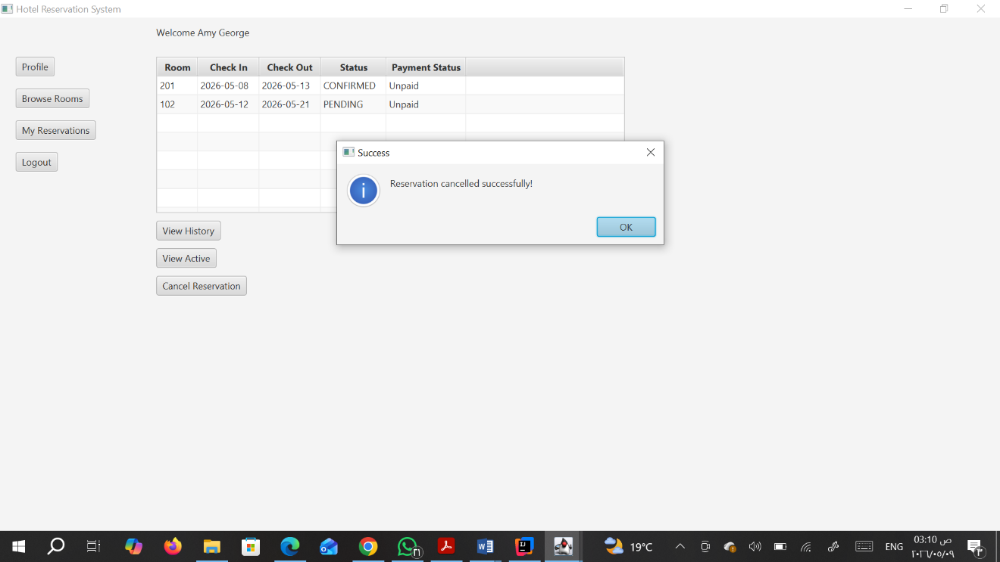 Hotel Reservation System
Welcome Amy George
Profile
Browse Rooms
My Reservations
Logout
Room Check In Check Out Status Payment Status
201 2026-05-08 2026-05-13 CONFIRMED Unpaid
102 2026-05-12 2026-05-21 PENDING Unpaid
Success
Reservation cancelled successfully!
OK
View History
View Active
Cancel Reservation
19°C
ENG
03:10 ص
٢٠٢٦/٠٥/٠٩
٣